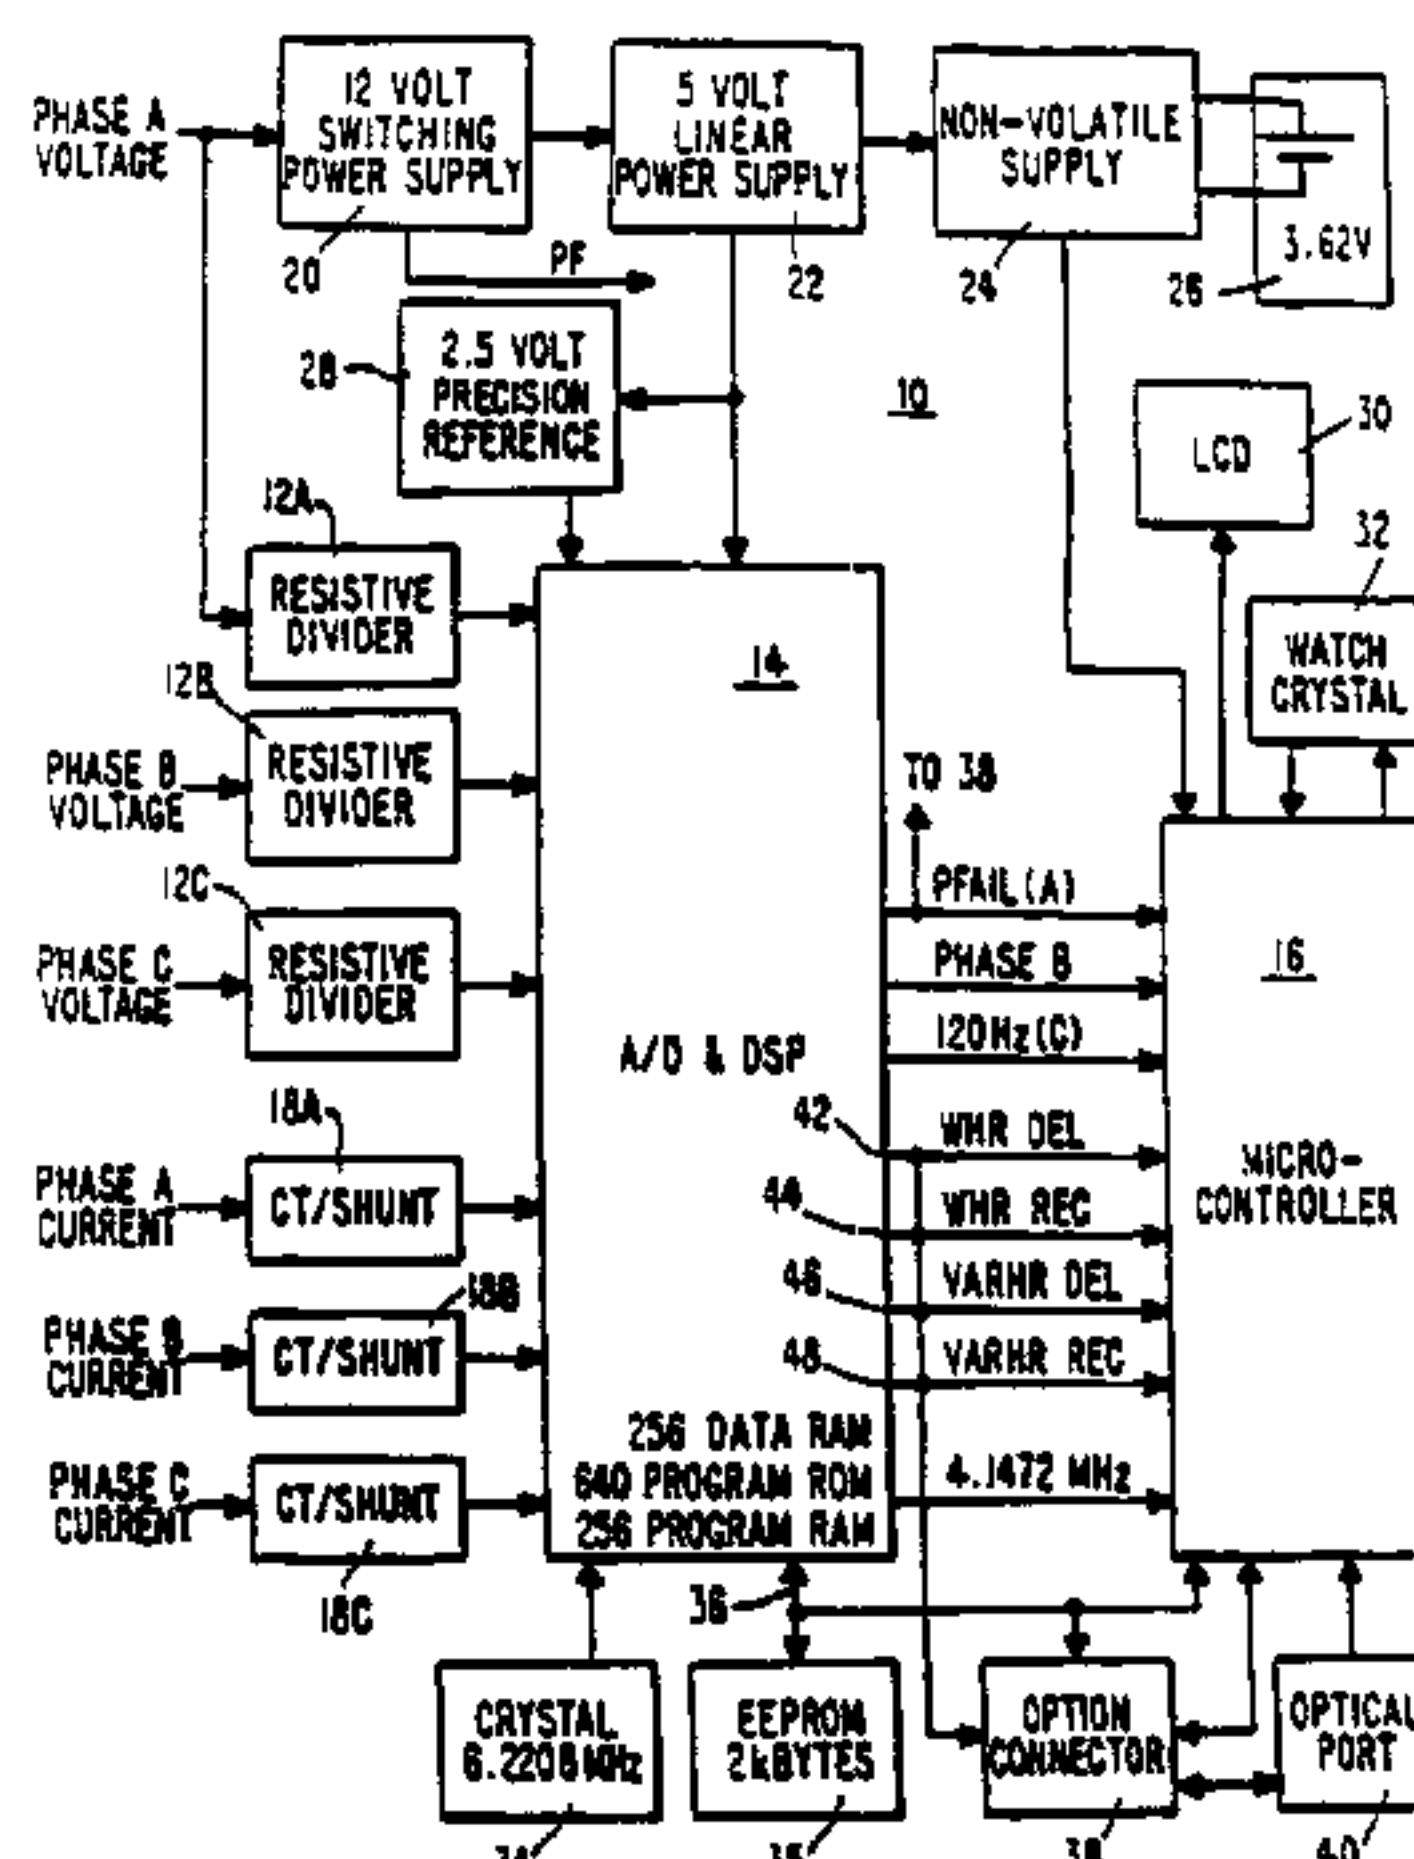 PHASE A
VOLTAGE
12 VOLT
SWITCHING
POWER SUPPLY
20
PF
5 VOLT
LINEAR
POWER SUPPLY
22
NON-VOLATILE
SUPPLY
24
3.62V
26
28
2.5 VOLT
PRECISION
REFERENCE
10
LCD
30
32
WATCH
CRYSTAL
12A
RESISTIVE
DIVIDER
12B
PHASE B
VOLTAGE
RESISTIVE
DIVIDER
12C
PHASE C
VOLTAGE
RESISTIVE
DIVIDER
14
A/D & DSP
TO 38
PFAIL(A)
PHASE B
120Hz(C)
42
WHR DEL
44
WHR REC
46
VARHR DEL
48
VARHR REC
4.1472 MHz
16
MICRO-
CONTROLLER
18A
PHASE A
CURRENT
CT/SHUNT
18B
PHASE B
CURRENT
CT/SHUNT
PHASE C
CURRENT
CT/SHUNT
18C
256 DATA RAM
640 PROGRAM ROM
256 PROGRAM RAM
36
CRYSTAL
6.2208MHz
34
EEPROM
2kBYTES
OPTION
CONNECTOR
38
OPTICAL
PORT
40